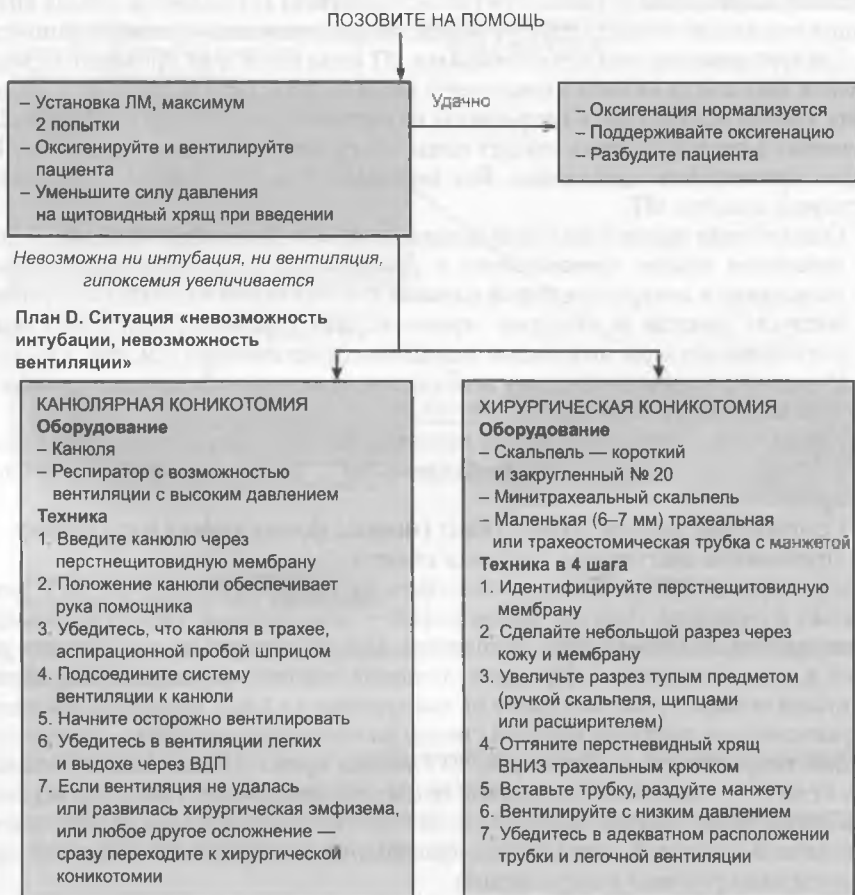 ПОЗОВИТЕ НА ПОМОЩЬ
– Установка ЛМ, максимум
2 попытки
– Оксигенируйте и вентилируйте
пациента
– Уменьшите силу давления
на щитовидный хрящ при введении
Удачно
– Оксигенация нормализуется
– Поддерживайте оксигенацию
– Разбудите пациента
Невозможна ни интубация, ни вентиляция,
гипоксемия увеличивается
План D. Ситуация «невозможность
интубации, невозможность
вентиляции»
КАНЮЛЯРНАЯ КОНИКОТОМИЯ
Оборудование
– Канюля
– Респиратор с возможностью
вентиляции с высоким давлением
Техника
1. Введите канюлю через
перстнещитовидную мембрану
2. Положение канюли обеспечивает
рука помощника
3. Убедитесь, что канюля в трахее,
аспирационной пробой шприцом
4. Подсоедините систему
вентиляции к канюли
5. Начните осторожно вентилировать
6. Убедитесь в вентиляции легких
и выдохе через ВДП
7. Если вентиляция не удалась
или развилась хирургическая эмфизема,
или любое другое осложнение —
сразу переходите к хирургической
коникотомии
ХИРУРГИЧЕСКАЯ КОНИКОТОМИЯ
Оборудование
– Скальпель — короткий
и закругленный № 20
– Минитрахеальный скальпель
– Маленькая (6–7 мм) трахеальная
или трахеостомическая трубка с манжетой
Техника в 4 шага
1. Идентифицируйте перстнещитовидную
мембрану
2. Сделайте небольшой разрез через
кожу и мембрану
3. Увеличьте разрез тупым предметом
(ручкой скальпеля, щипцами
или расширителем)
4. Оттяните перстневидный хрящ
ВНИЗ трахеальным крючком
5. Вставьте трубку, раздуйте манжету
6. Вентилируйте с низким давлением
7. Убедитесь в адекватном расположении
трубки и легочной вентиляции